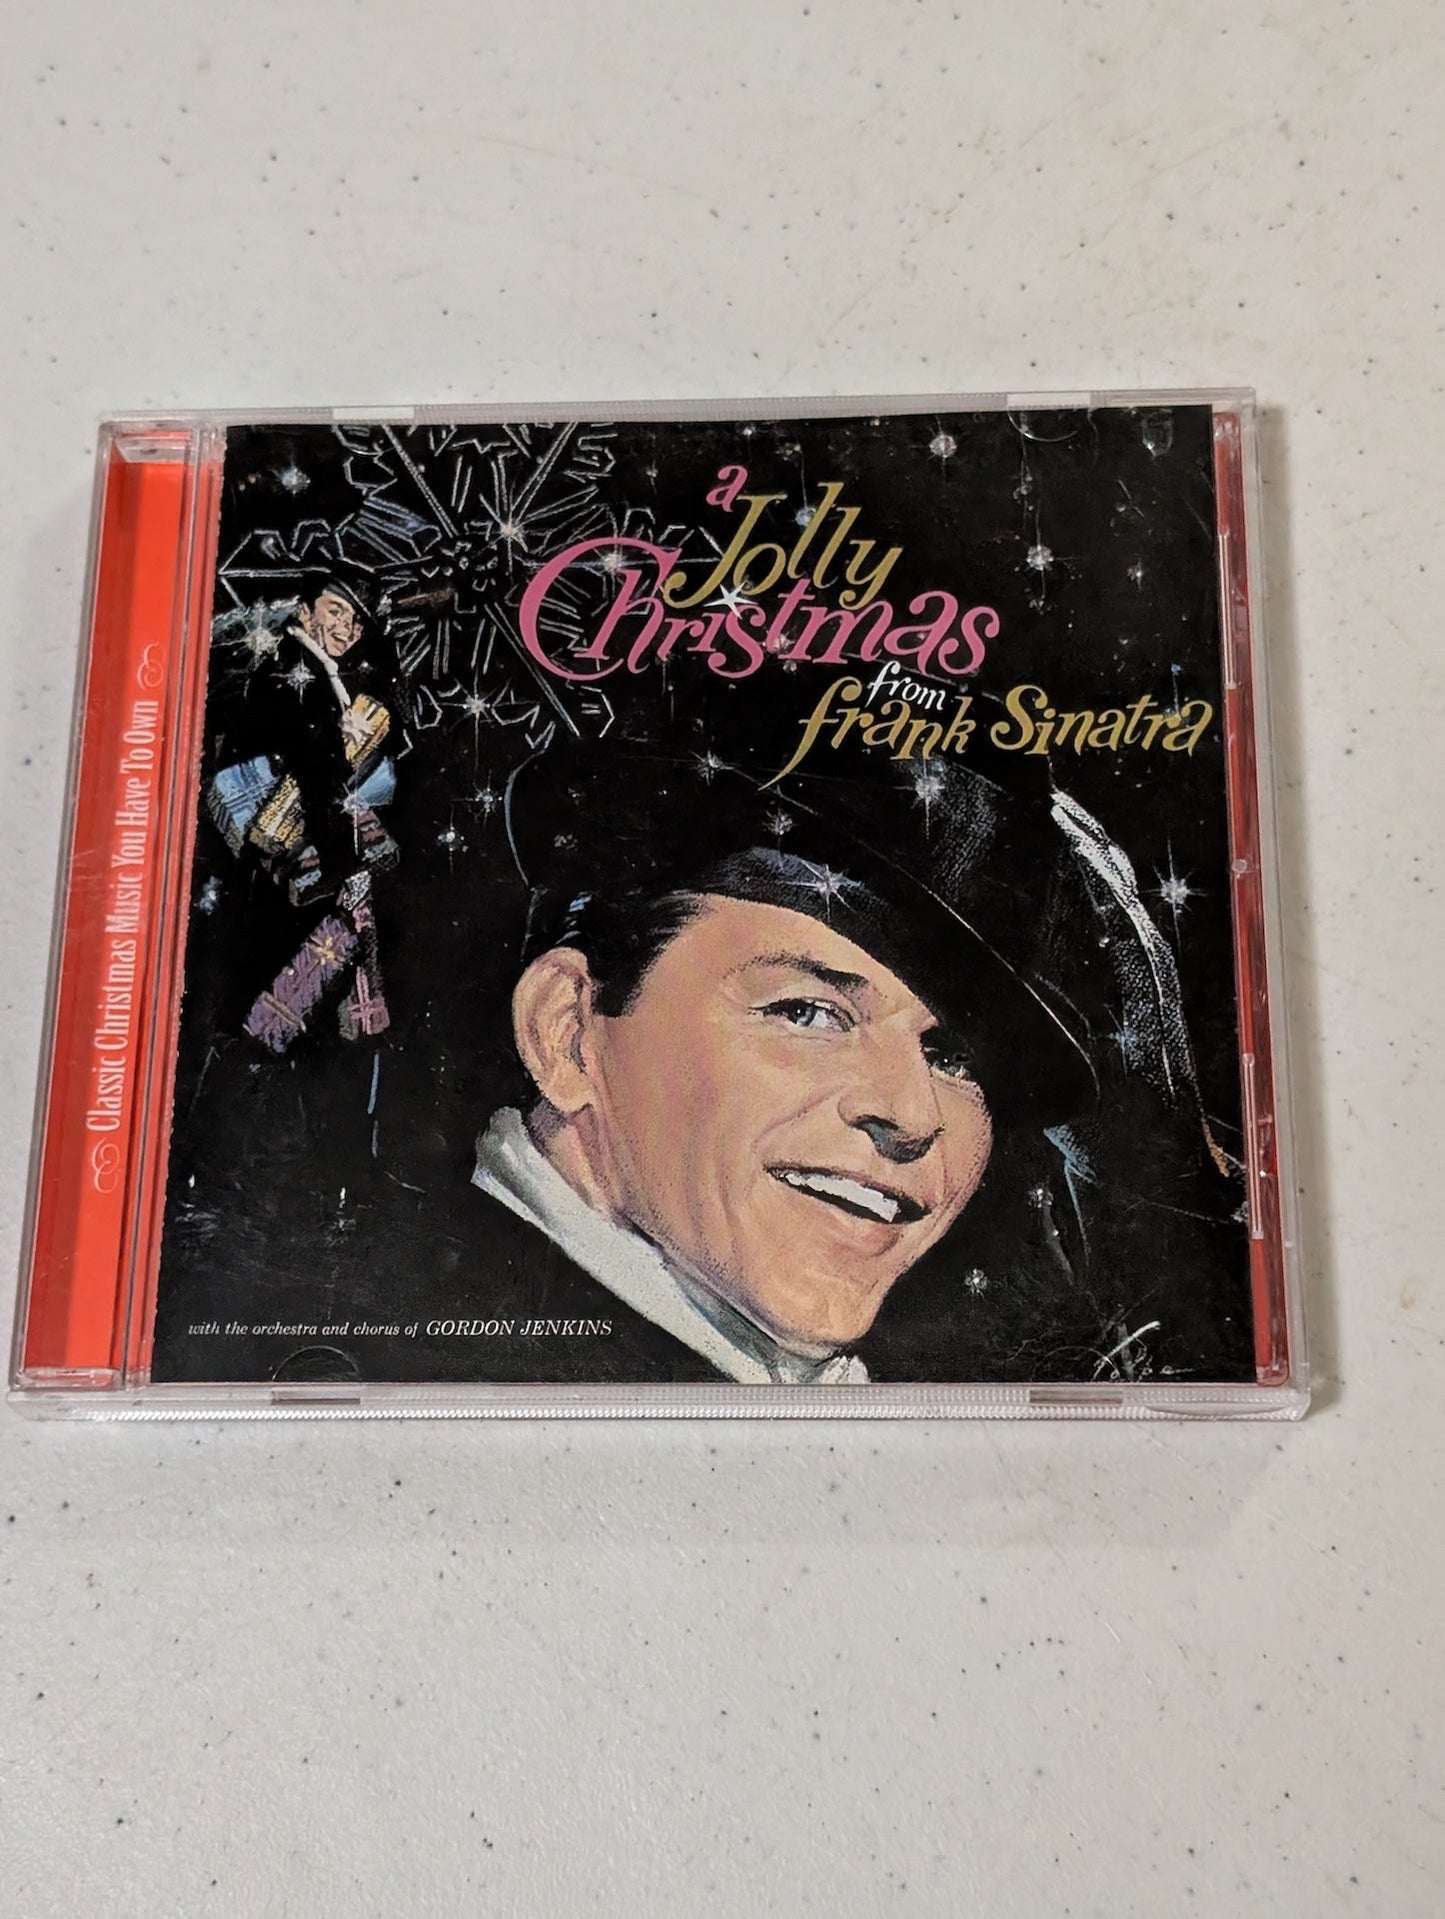 a
Jolly
Christmas
from
frank Sinatra
Classic Christmas Music You Have To Own
with the orchestra and chorus of GORDON JENKINS